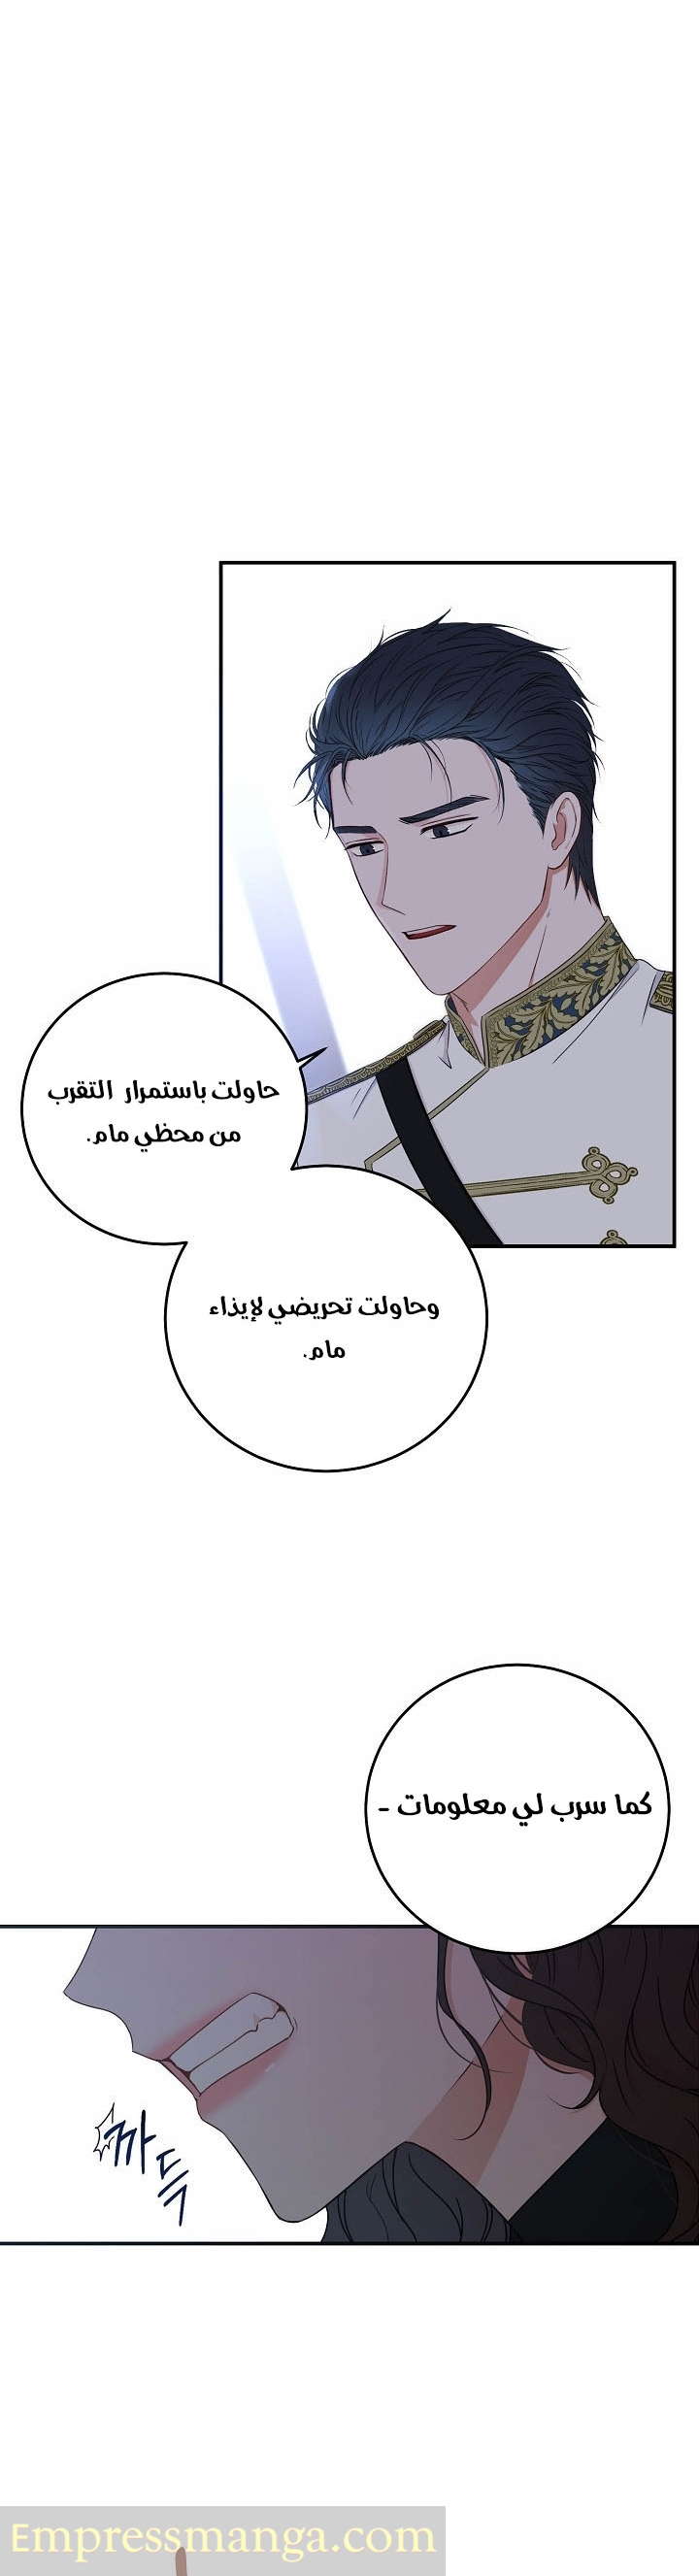 حاولت باستمرار التقرب
من محظي مام.
وحاولت تحريضي لإيذاء
مام.
كما سرب لي معلومات -
까득
Empressmanga.com